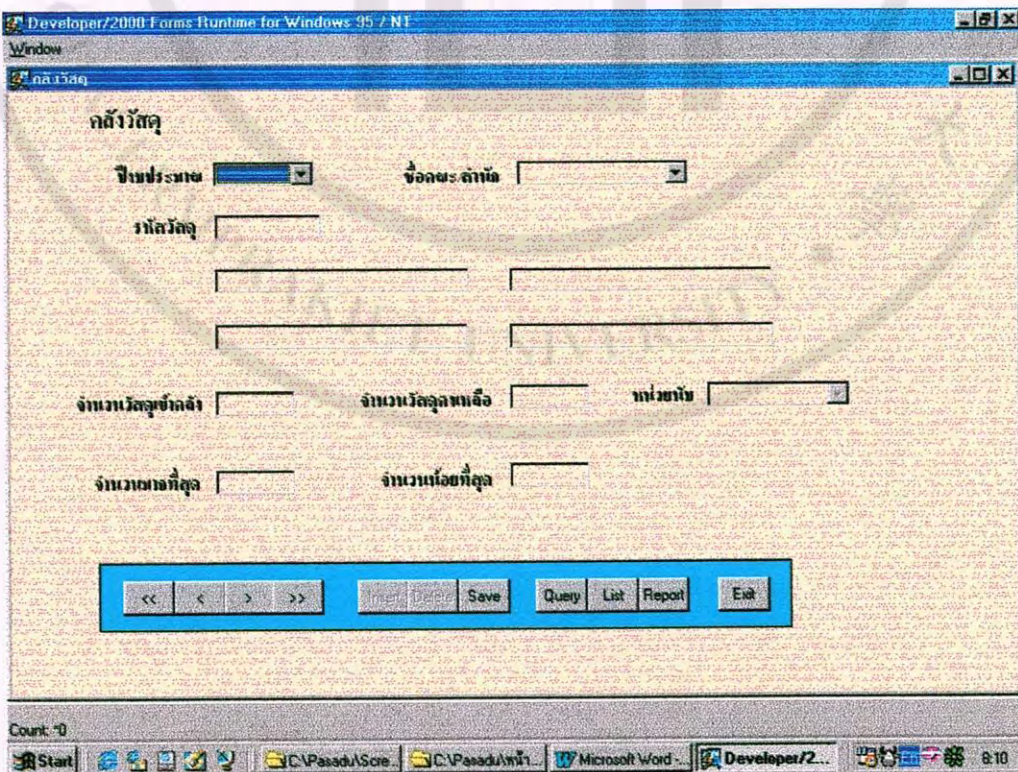 Developer/2000 Forms Runtime for Windows 95 / NT
Window
คลังวัสดุ
คลังวัสดุ
ปีงบประมาณ ชื่อคณะ/สำนัก
รหัสวัสดุ
จำนวนวัสดุเข้าคลัง จำนวนวัสดุคงเหลือ หน่วยนับ
จำนวนมากที่สุด จำนวนน้อยที่สุด
<< < > >> Insert Delete Save Query List Report Exit
Count: *0
Start C:\Pasadu\Scre... C:\Pasadu\หน้า... Microsoft Word -... Developer/2... 8:10